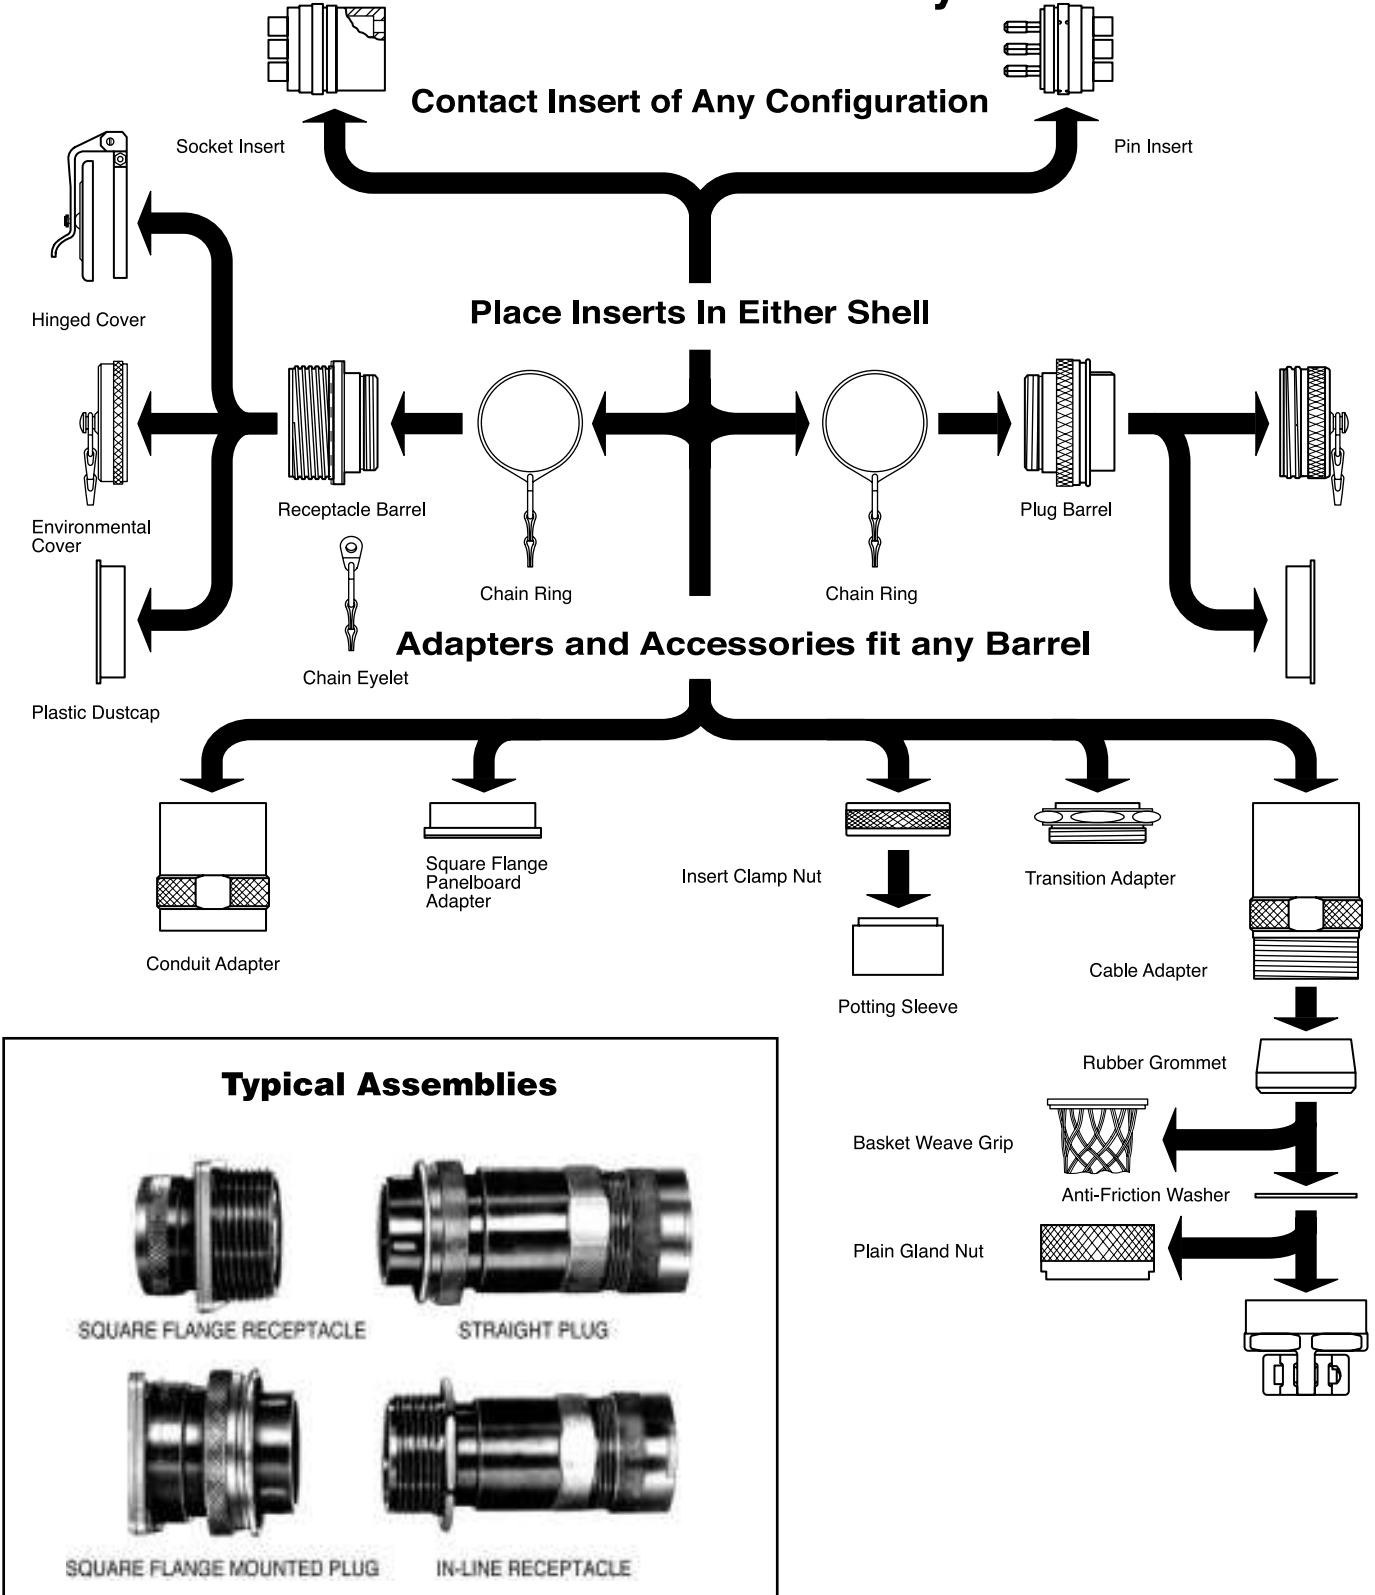 Contact Insert of Any Configuration
Socket Insert
Pin Insert
Hinged Cover
Place Inserts In Either Shell
Receptacle Barrel
Plug Barrel
Environmental
Cover
Chain Ring
Chain Ring
Adapters and Accessories fit any Barrel
Chain Eyelet
Plastic Dustcap
Square Flange
Panelboard
Adapter
Insert Clamp Nut
Transition Adapter
Conduit Adapter
Cable Adapter
Potting Sleeve
Rubber Grommet
Basket Weave Grip
Anti-Friction Washer
Plain Gland Nut
Typical Assemblies
SQUARE FLANGE RECEPTACLE
STRAIGHT PLUG
SQUARE FLANGE MOUNTED PLUG
IN-LINE RECEPTACLE